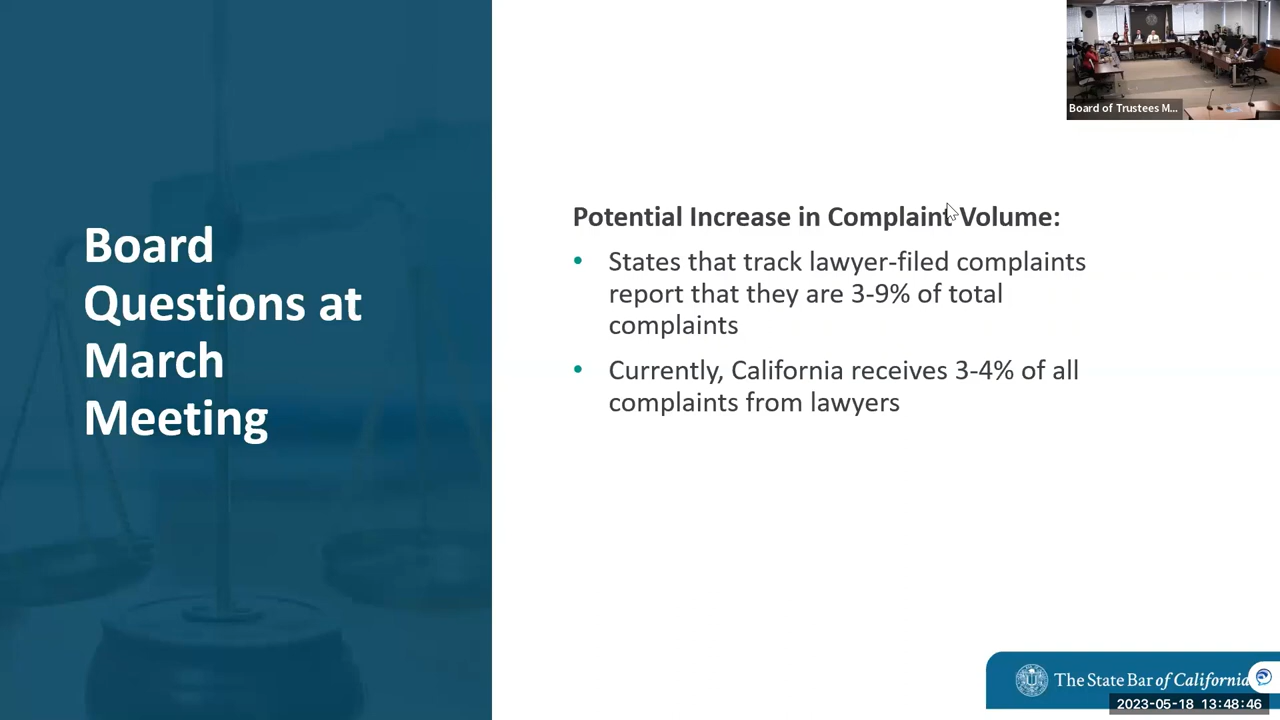 Board of Trustees M...
Board
Questions at
March
Meeting
Potential Increase in Complaint Volume:
• States that track lawyer-filed complaints
report that they are 3-9% of total
complaints
• Currently, California receives 3-4% of all
complaints from lawyers
The State Bar of California
2023-05-18 13:48:46